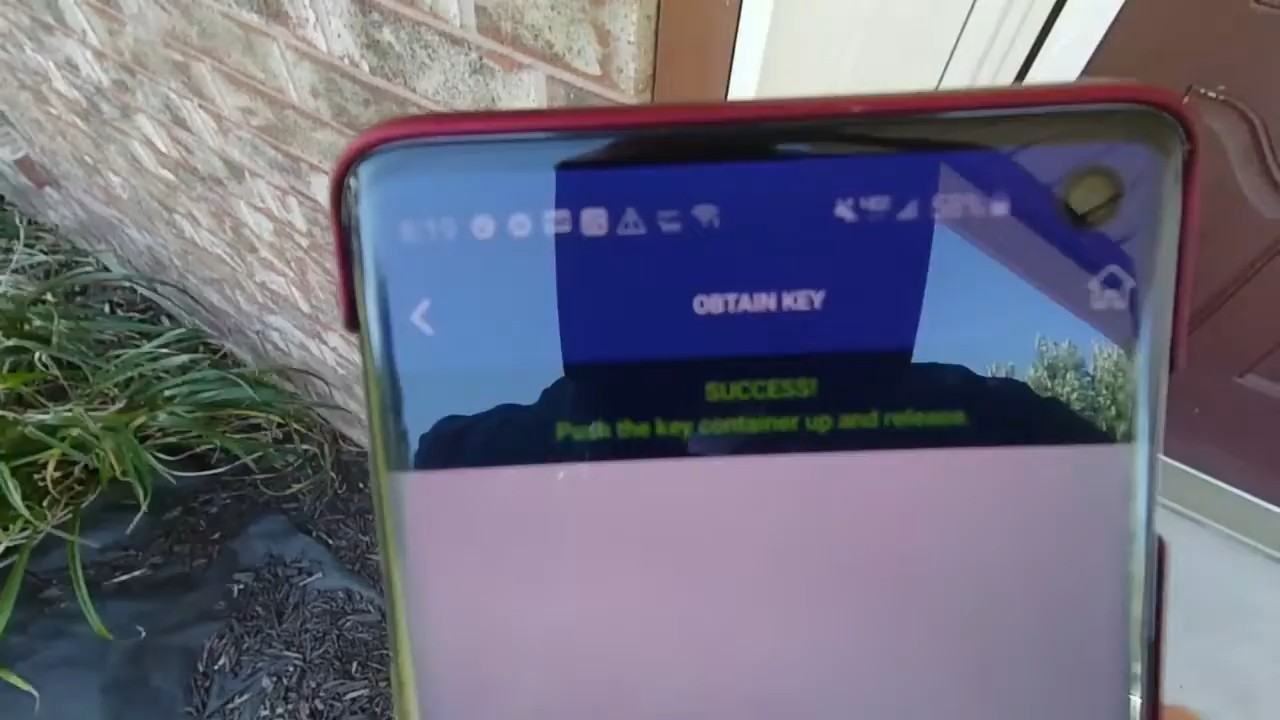 OBTAIN KEY
SUCCESS!
Push the key container up and release.